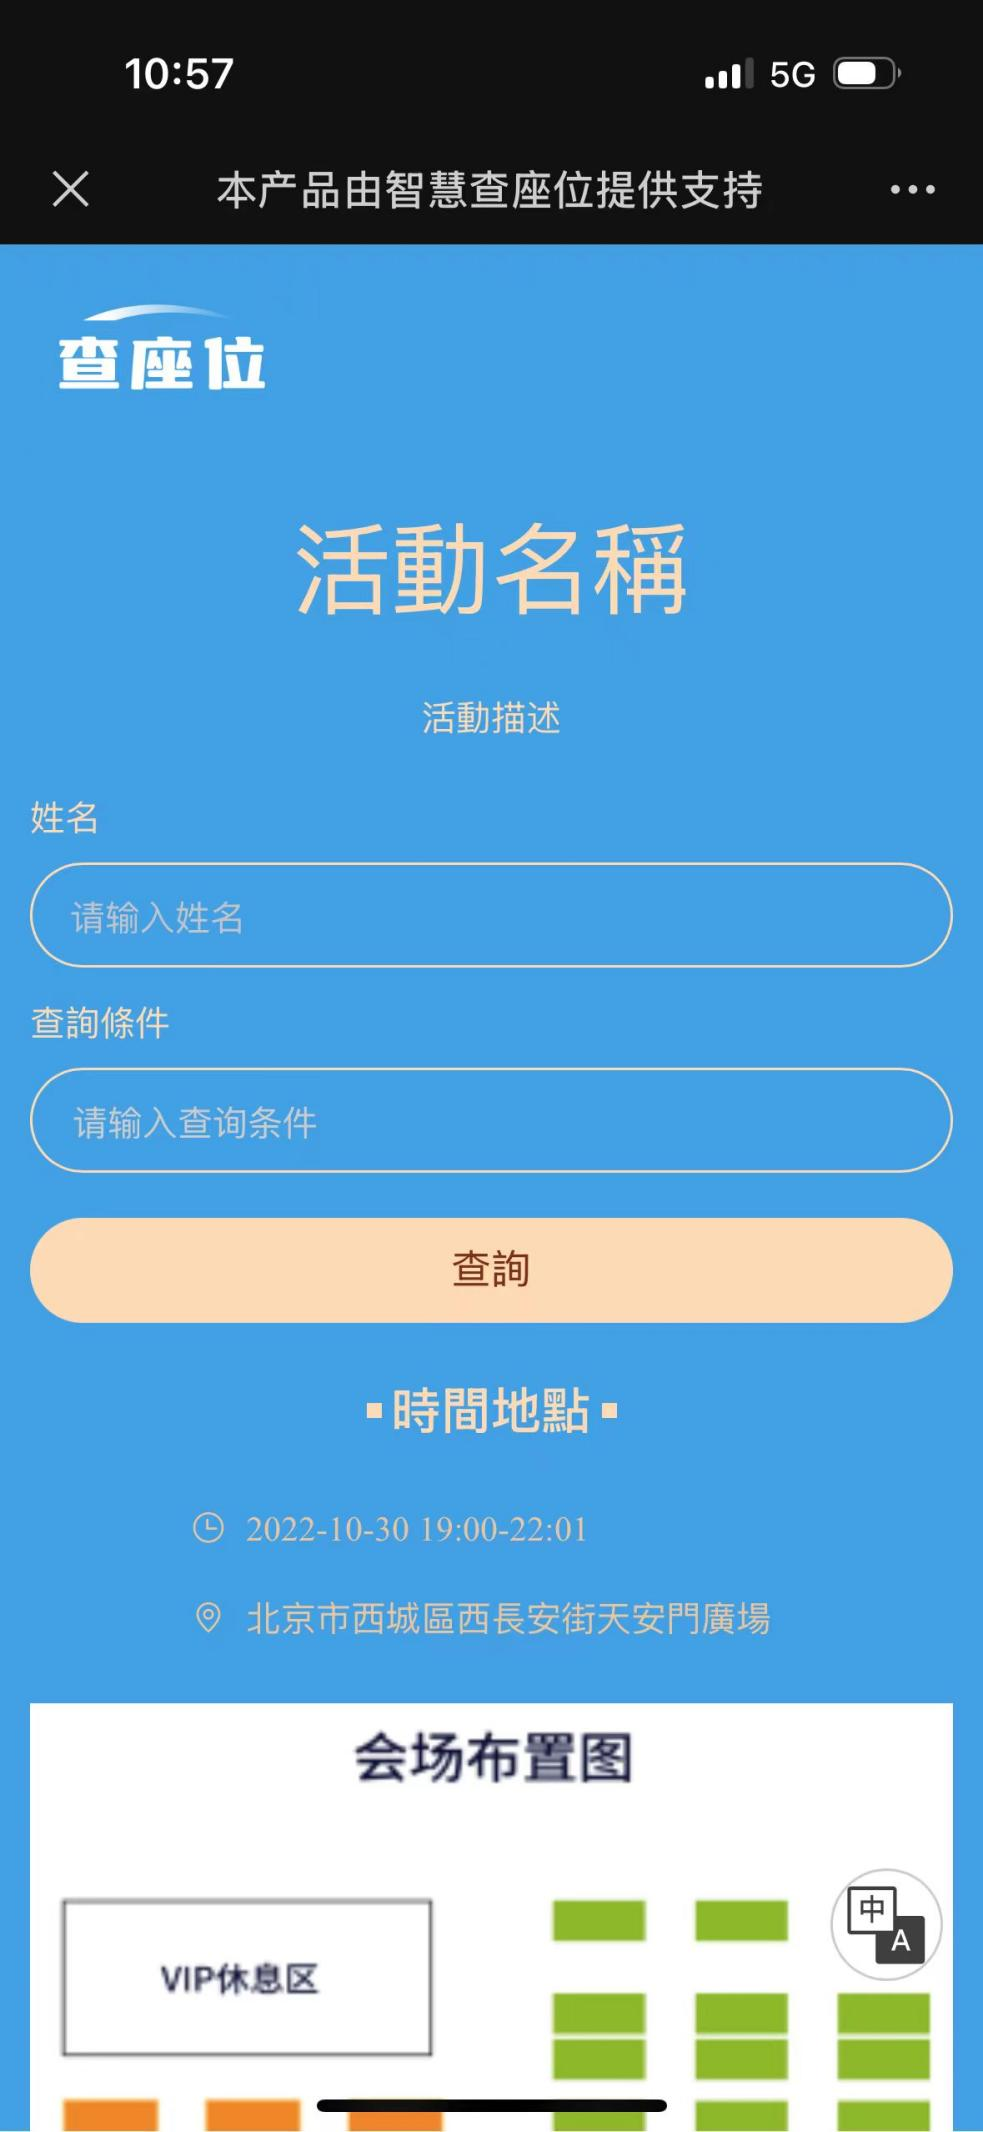 10:57
5G
本产品由智慧查座位提供支持
查座位
活動名稱
活動描述
姓名
请输入姓名
查詢條件
请输入查询条件
查詢
時間地點
2022-10-30 19:00-22:01
北京市西城區西長安街天安門廣場
会场布置图
中
A
VIP休息区